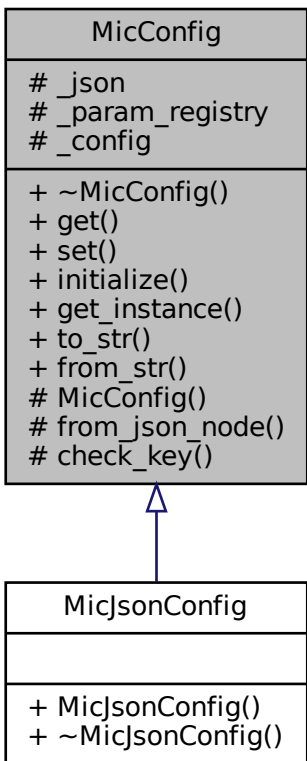 MicConfig
# _json
# _param_registry
# _config
+ ~MicConfig()
+ get()
+ set()
+ initialize()
+ get_instance()
+ to_str()
+ from_str()
# MicConfig()
# from_json_node()
# check_key()
MicJsonConfig
+ MicJsonConfig()
+ ~MicJsonConfig()